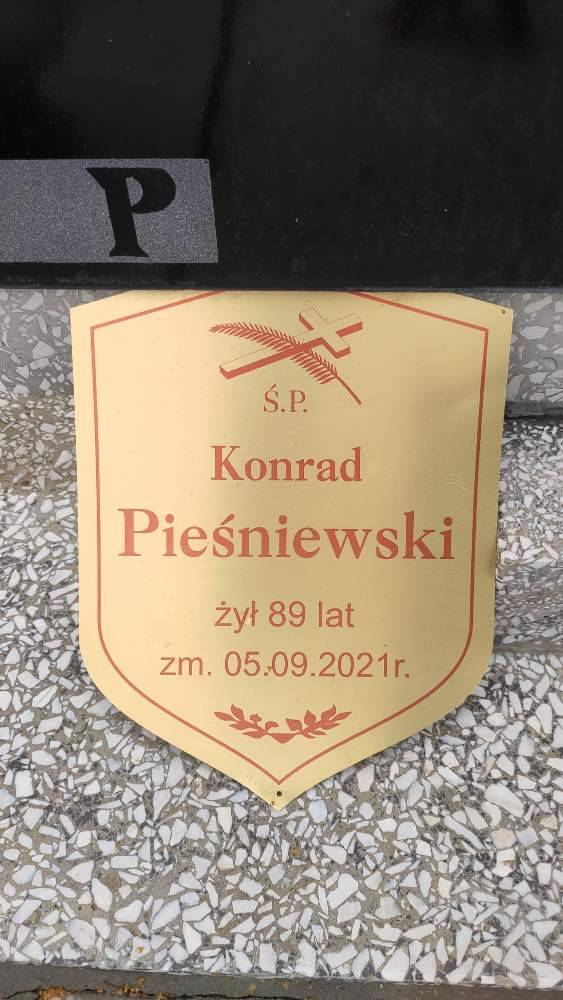 P
Ś.P.
Konrad
Pieśniewski
żył 89 lat
zm. 05.09.2021r.